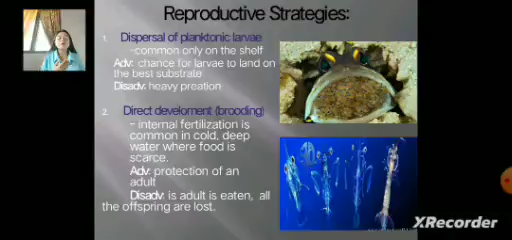 Reproductive Strategies:
1. Dispersal of planktonic larvae
-common only on the shelf
Adv: chance for larvae to land on
the best substrate
Disadv: heavy preation
2. Direct develoment (brooding)
- internal fertilization is
common in cold, deep
water where food is
scarce.
Adv: protection of an
adult
Disadv: is adult is eaten, all
the offspring are lost.
XRecorder